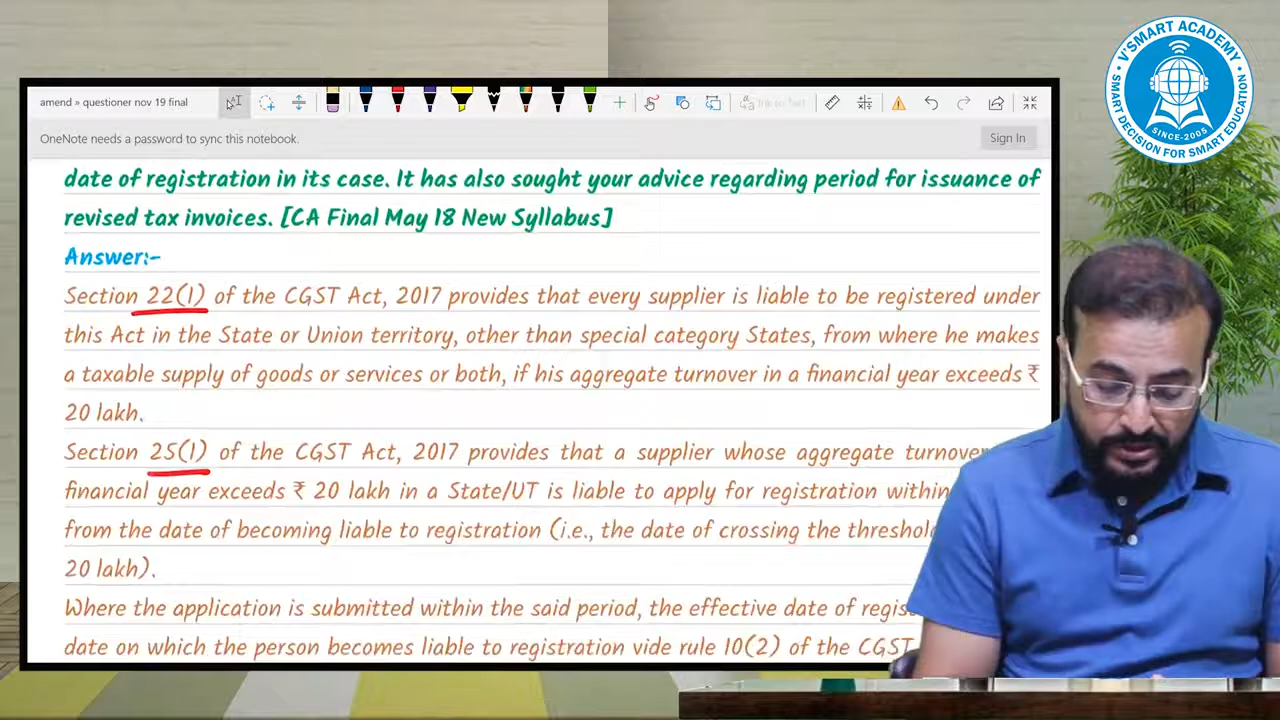 amend » questioner nov 19 final
OneNote needs a password to sync this notebook.
Sign In
date of registration in its case. It has also sought your advice regarding period for issuance of
revised tax invoices. [CA Final May 18 New Syllabus]
Answer:-
Section 22(1) of the CGST Act, 2017 provides that every supplier is liable to be registered under
this Act in the State or Union territory, other than special category States, from where he makes
a taxable supply of goods or services or both, if his aggregate turnover in a financial year exceeds ₹
20 lakh.
Section 25(1) of the CGST Act, 2017 provides that a supplier whose aggregate turnover
financial year exceeds ₹ 20 lakh in a State/UT is liable to apply for registration within
from the date of becoming liable to registration (i.e., the date of crossing the threshold
20 lakh).
Where the application is submitted within the said period, the effective date of
date on which the person becomes liable to registration vide rule 10(2) of the CGST
V'SMART ACADEMY
SINCE-2005
SMART DECISION FOR SMART EDUCATION